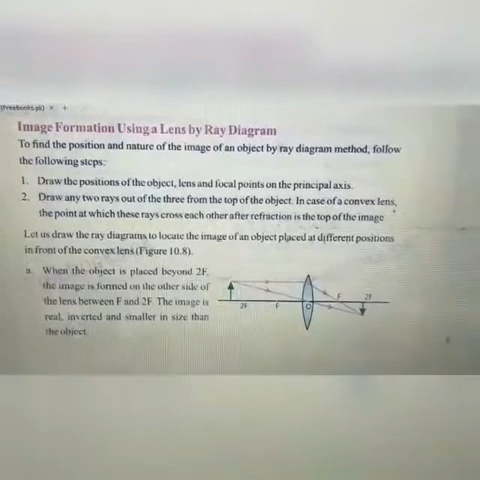 (Freebooks.pk) × +
Image Formation Using a Lens by Ray Diagram
To find the position and nature of the image of an object by ray diagram method, follow
the following steps:
1. Draw the positions of the object, lens and focal points on the principal axis.
2. Draw any two rays out of the three from the top of the object. In case of a convex lens,
the point at which these rays cross each other after refraction is the top of the image
Let us draw the ray diagrams to locate the image of an object placed at different positions
in front of the convex lens (Figure 10.8).
a. When the object is placed beyond 2F,
the image is formed on the other side of
the lens between F and 2F. The image is
real, inverted and smaller in size than
the object.
2F F O F 2F